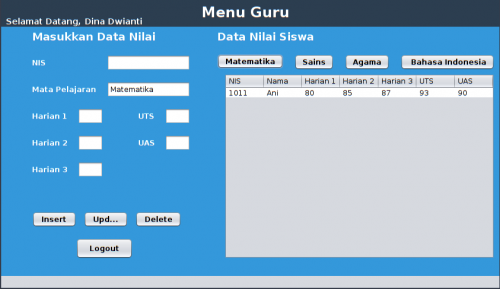 Menu Guru
Selamat Datang, Dina Dwianti
Masukkan Data Nilai
NIS
Mata Pelajaran Matematika
Harian 1 UTS
Harian 2 UAS
Harian 3
Insert Upd... Delete
Logout
Data Nilai Siswa
Matematika Sains Agama Bahasa Indonesia
NIS Nama Harian 1 Harian 2 Harian 3 UTS UAS
1011 Ani 80 85 87 93 90